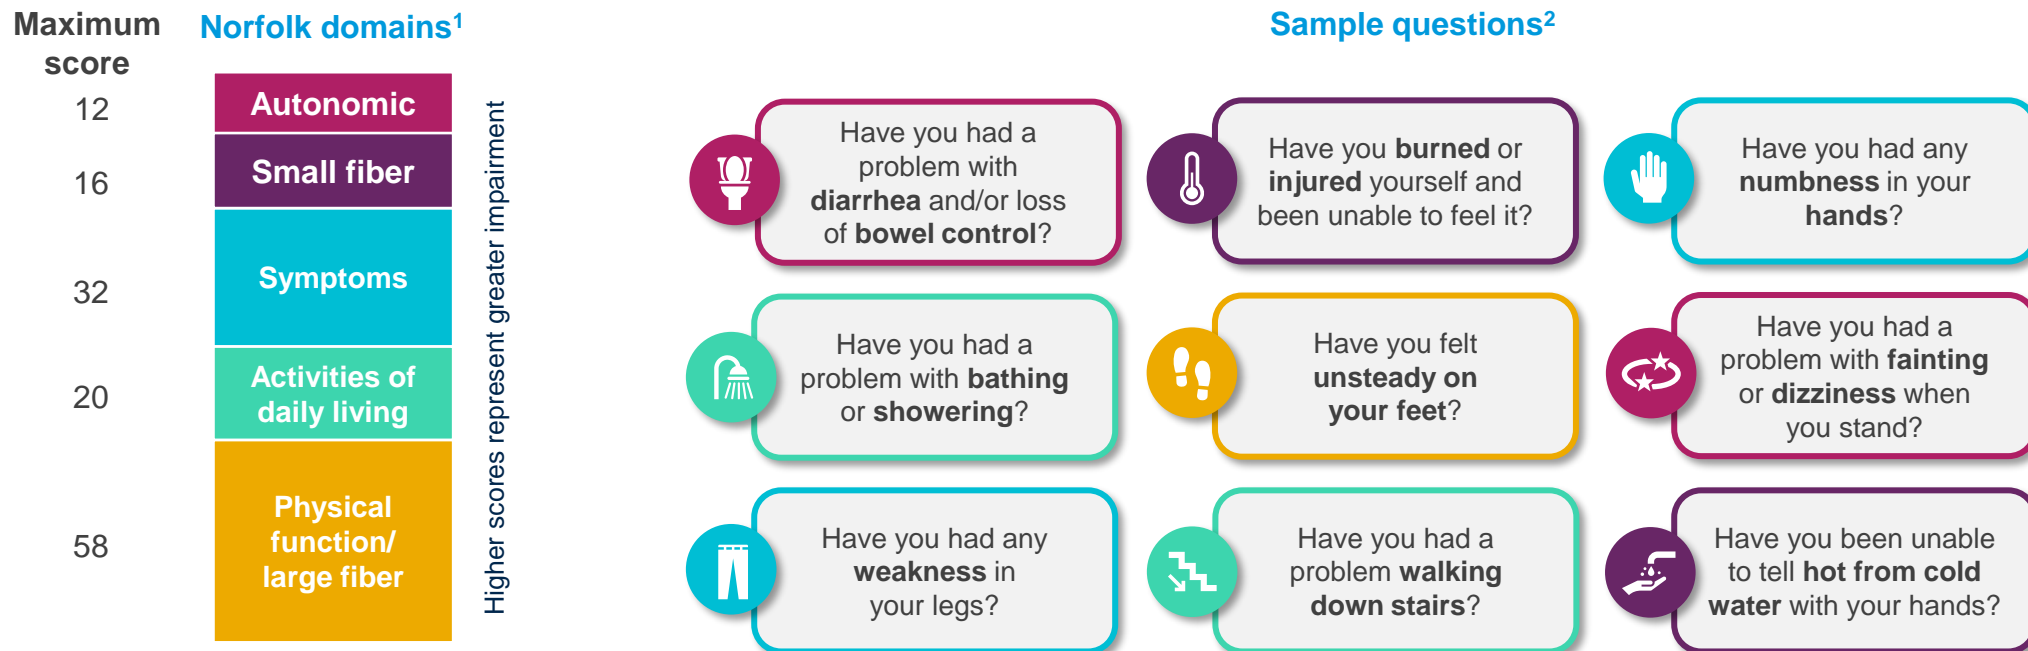 Maximum
score
Norfolk domains1
Sample questions2
12
Autonomic
16
Small fiber
32
Symptoms
20
Activities of
daily living
58
Physical
function/
large fiber
Higher scores represent greater impairment
Have you had a
problem with
diarrhea and/or loss
of bowel control?
Have you burned or
injured yourself and
been unable to feel it?
Have you had any
numbness in your
hands?
Have you had a
problem with bathing
or showering?
Have you felt
unsteady on
your feet?
Have you had a
problem with fainting
or dizziness when
you stand?
Have you had any
weakness in
your legs?
Have you had a
problem walking
down stairs?
Have you been unable
to tell hot from cold
water with your hands?